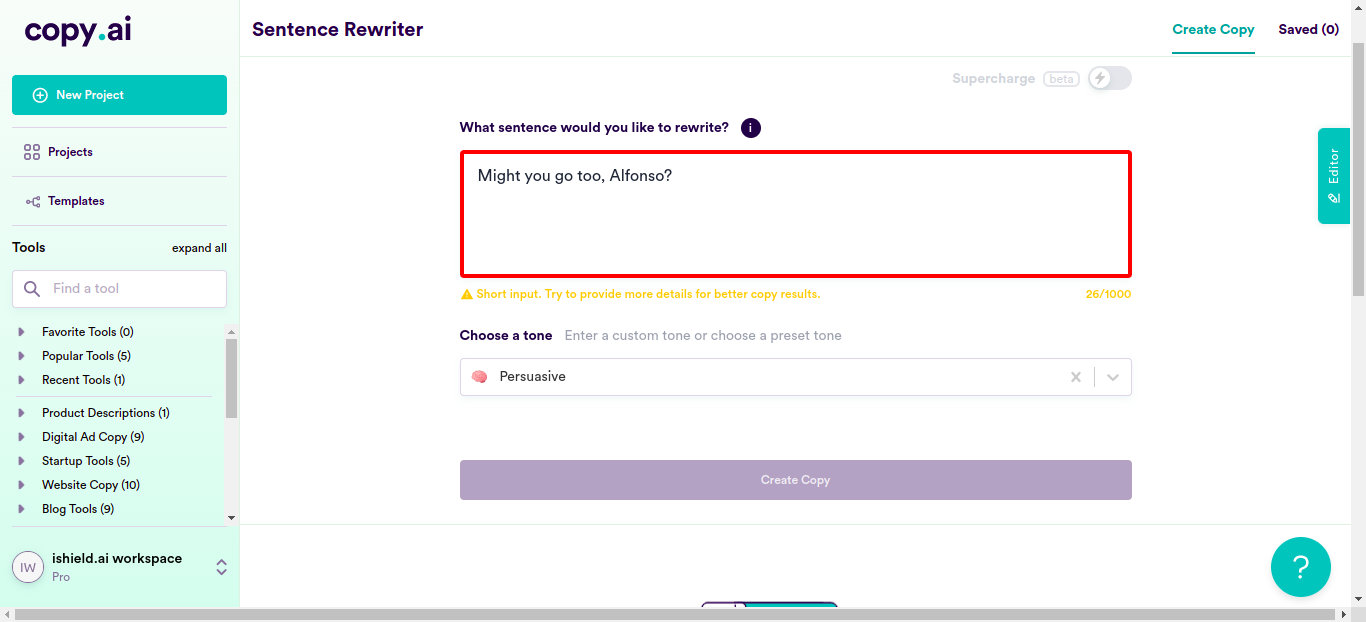 copy.ai
Sentence Rewriter
Create Copy
Saved (0)
New Project
Projects
Templates
Tools
expand all
Find a tool
Favorite Tools (0)
Popular Tools (5)
Recent Tools (1)
Product Descriptions (1)
Digital Ad Copy (9)
Startup Tools (5)
Website Copy (10)
Blog Tools (9)
IW
ishield.ai workspace
Pro
Supercharge beta
What sentence would you like to rewrite? i
Might you go too, Alfonso?
Short input. Try to provide more details for better copy results.
26/1000
Choose a tone Enter a custom tone or choose a preset tone
Persuasive
Create Copy
Editor
?